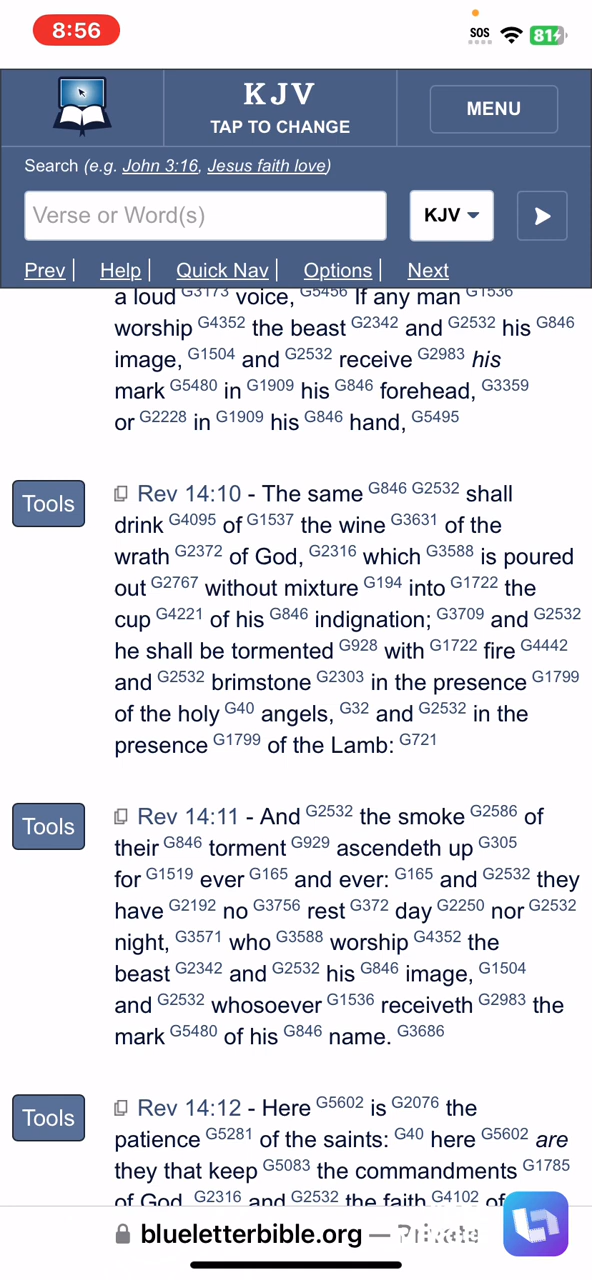 8:56
SOS
81
KJV
TAP TO CHANGE
MENU
Search (e.g. John 3:16, Jesus faith love)
Verse or Word(s)
KJV
Prev | Help | Quick Nav | Options | Next
a loud G3173 voice, G5456 If any man G1536
worship G4352 the beast G2342 and G2532 his G846
image, G1504 and G2532 receive G2983 his
mark G5480 in G1909 his G846 forehead, G3359
or G2228 in G1909 his G846 hand, G5495
Tools
Rev 14:10 - The same G846 G2532 shall
drink G4095 of G1537 the wine G3631 of the
wrath G2372 of God, G2316 which G3588 is poured
out G2767 without mixture G194 into G1722 the
cup G4221 of his G846 indignation; G3709 and G2532
he shall be tormented G928 with G1722 fire G4442
and G2532 brimstone G2303 in the presence G1799
of the holy G40 angels, G32 and G2532 in the
presence G1799 of the Lamb: G721
Tools
Rev 14:11 - And G2532 the smoke G2586 of
their G846 torment G929 ascendeth up G305
for G1519 ever G165 and ever: G165 and G2532 they
have G2192 no G3756 rest G372 day G2250 nor G2532
night, G3571 who G3588 worship G4352 the
beast G2342 and G2532 his G846 image, G1504
and G2532 whosoever G1536 receiveth G2983 the
mark G5480 of his G846 name. G3686
Tools
Rev 14:12 - Here G5602 is G2076 the
patience G5281 of the saints: G40 here G5602 are
they that keep G5083 the commandments G1785
of God, G2316 and G2532 the faith G4102 of
blueletterbible.org — Private